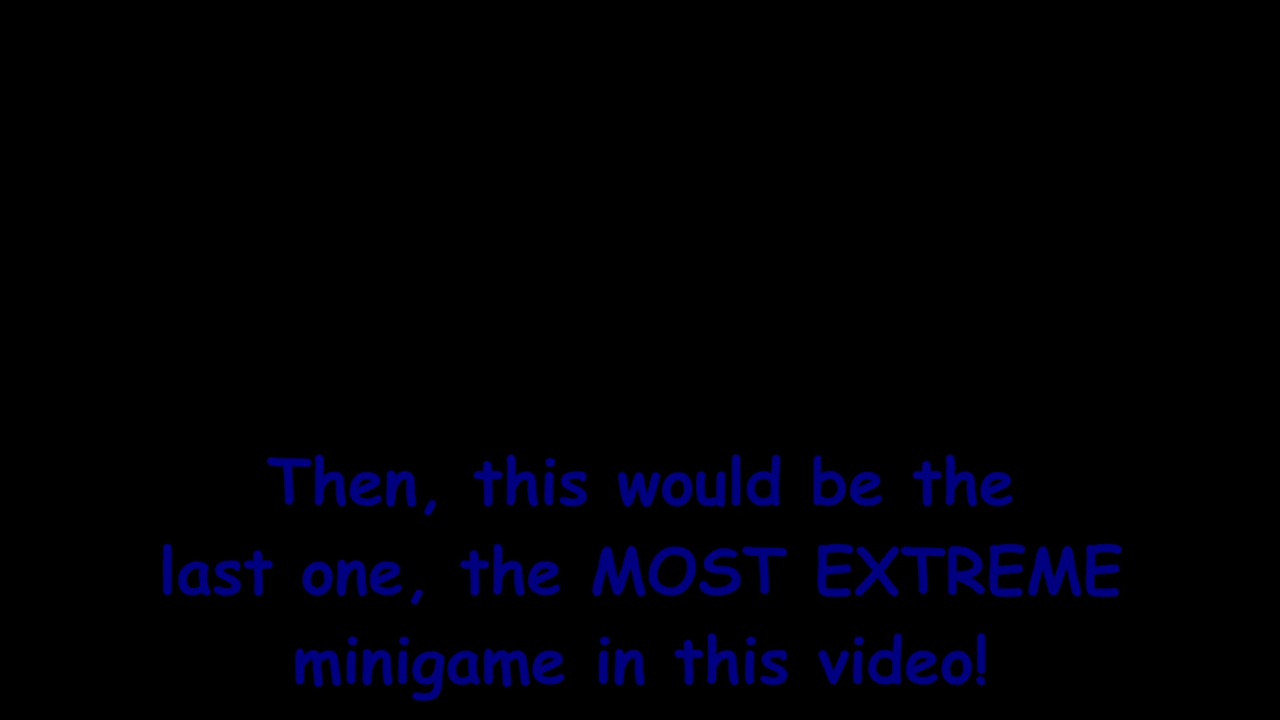 Then, this would be the
last one, the MOST EXTREME
minigame in this video!